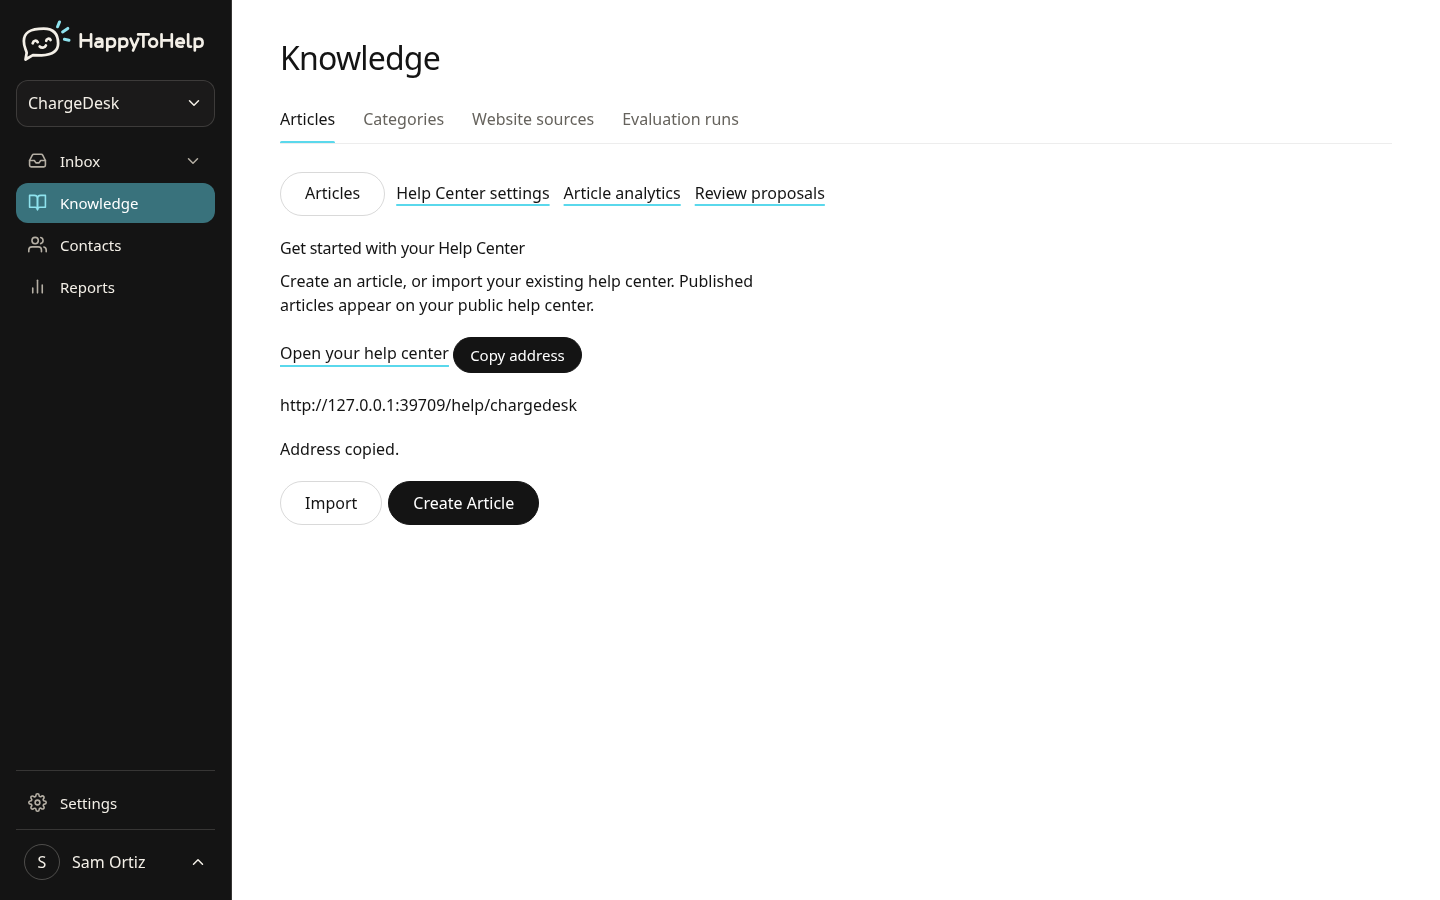 HappyToHelp
ChargeDesk
Inbox
Knowledge
Contacts
Reports
Settings
S
Sam Ortiz
Knowledge
Articles
Categories
Website sources
Evaluation runs
Articles
Help Center settings
Article analytics
Review proposals
Get started with your Help Center
Create an article, or import your existing help center. Published
articles appear on your public help center.
Open your help center
Copy address
http://127.0.0.1:39709/help/chargedesk
Address copied.
Import
Create Article